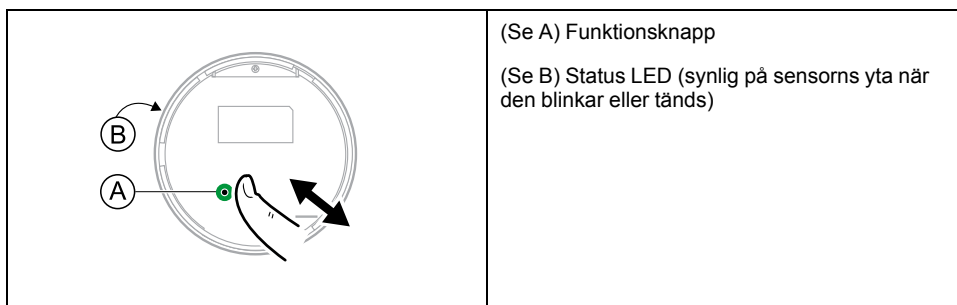 B
A
(Se A) Funktionsknapp
(Se B) Status LED (synlig på sensorns yta när
den blinkar eller tänds)